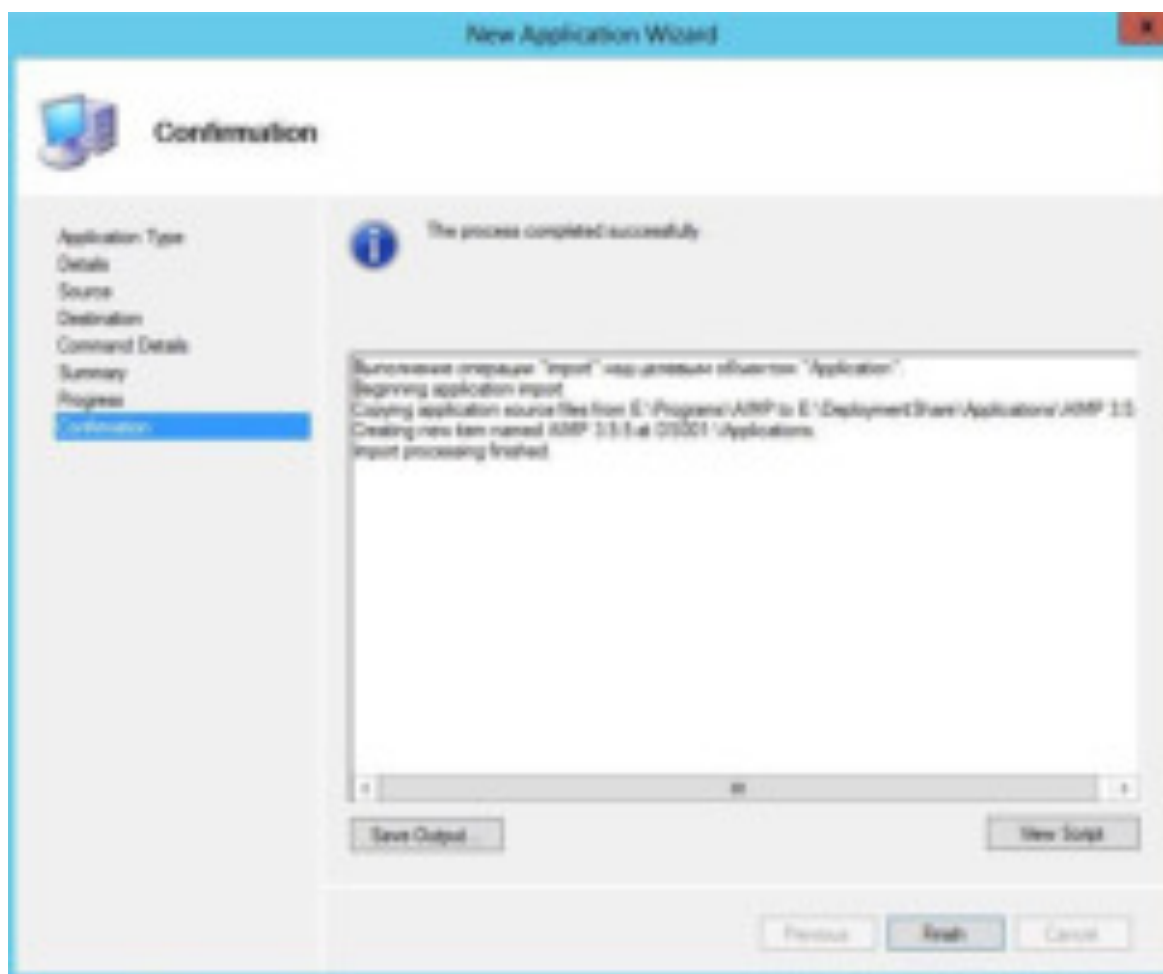 New Application Wizard
Confirmation
Application Type
Details
Source
Destination
Command Details
Summary
Progress
Confirmation
The process completed successfully.
Выполнение операции "import" над целевым объектом "Application".
Beginning application import
Copying application source files from E:\Programs\AIMP to E:\DeploymentShare\Applications\AIMP 3.5
Creating new item named AIMP 3.5.5 at DS001:\Applications.
Import processing finished.
Save Output...
View Script
Previous
Finish
Cancel